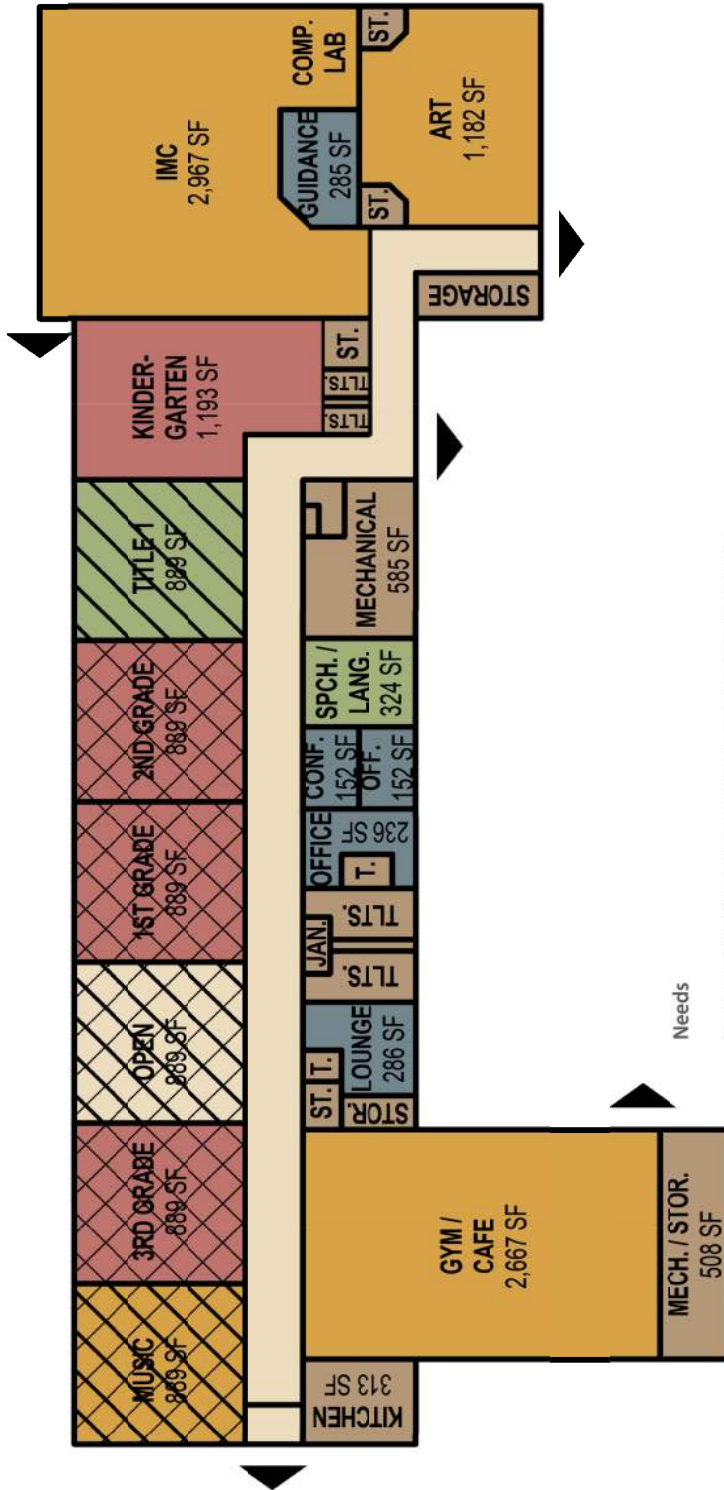 IMC
2,967 SF
COMP.
LAB
ST.
GUIDANCE
285 SF
ST.
ART
1,182 SF
STORAGE
KINDER-
GARTEN
1,193 SF
ST.
TLTS.
TLTS.
TITLE 1
889 SF
2ND GRADE
889 SF
1ST GRADE
889 SF
OPEN
889 SF
3RD GRADE
889 SF
MUSIC
889 SF
MECHANICAL
585 SF
SPCH. /
LANG.
324 SF
CONF.
152 SF
OFF.
152 SF
OFFICE
236 SF
T.
JAN.
TLTS.
TLTS.
LOUNGE
286 SF
T.
ST.
STOR.
GYM /
CAFE
2,667 SF
MECH. / STOR.
508 SF
KITCHEN
313 SF
Needs